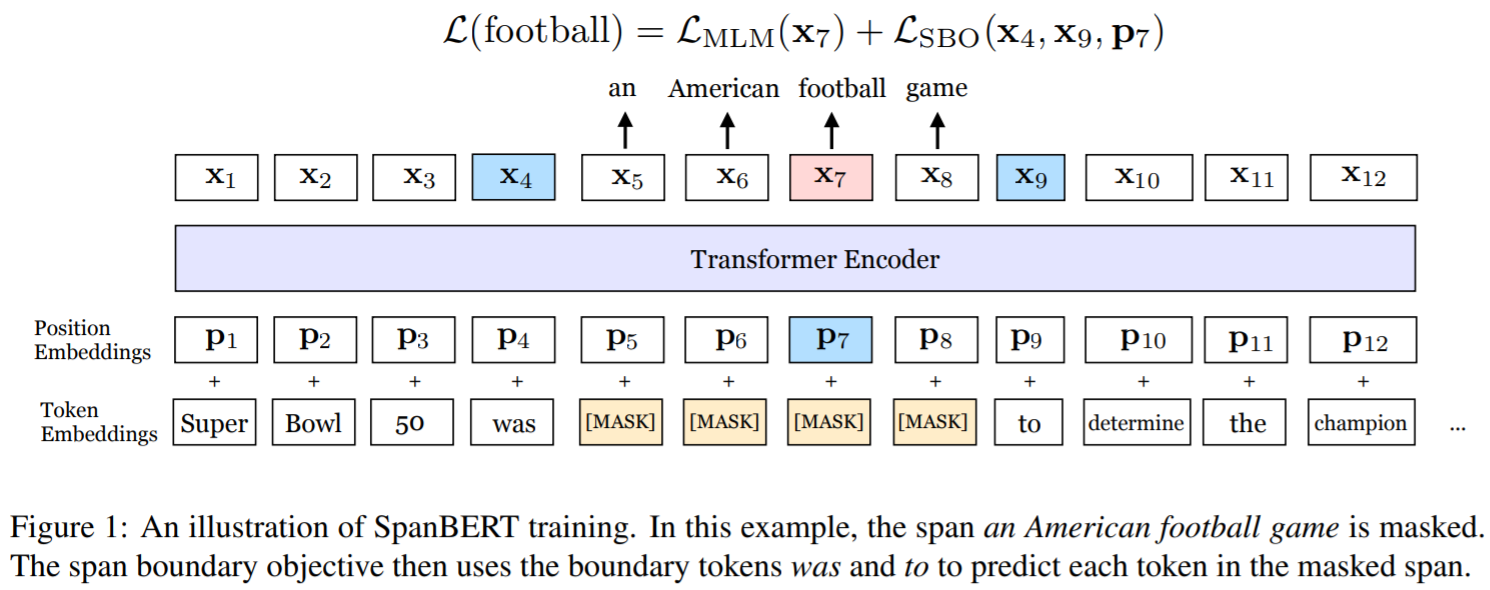 ℒ(football) = ℒ_MLM(x₇) + ℒ_SBO(x₄, x₉, p₇)
an American football game
x₁ x₂ x₃ x₄ x₅ x₆ x₇ x₈ x₉ x₁₀ x₁₁ x₁₂
Transformer Encoder
Position
Embeddings
p₁ p₂ p₃ p₄ p₅ p₆ p₇ p₈ p₉ p₁₀ p₁₁ p₁₂
+ + + + + + + + + + + +
Token
Embeddings
Super Bowl 50 was [MASK] [MASK] [MASK] [MASK] to determine the champion ...
Figure 1: An illustration of SpanBERT training. In this example, the span an American football game is masked.
The span boundary objective then uses the boundary tokens was and to to predict each token in the masked span.